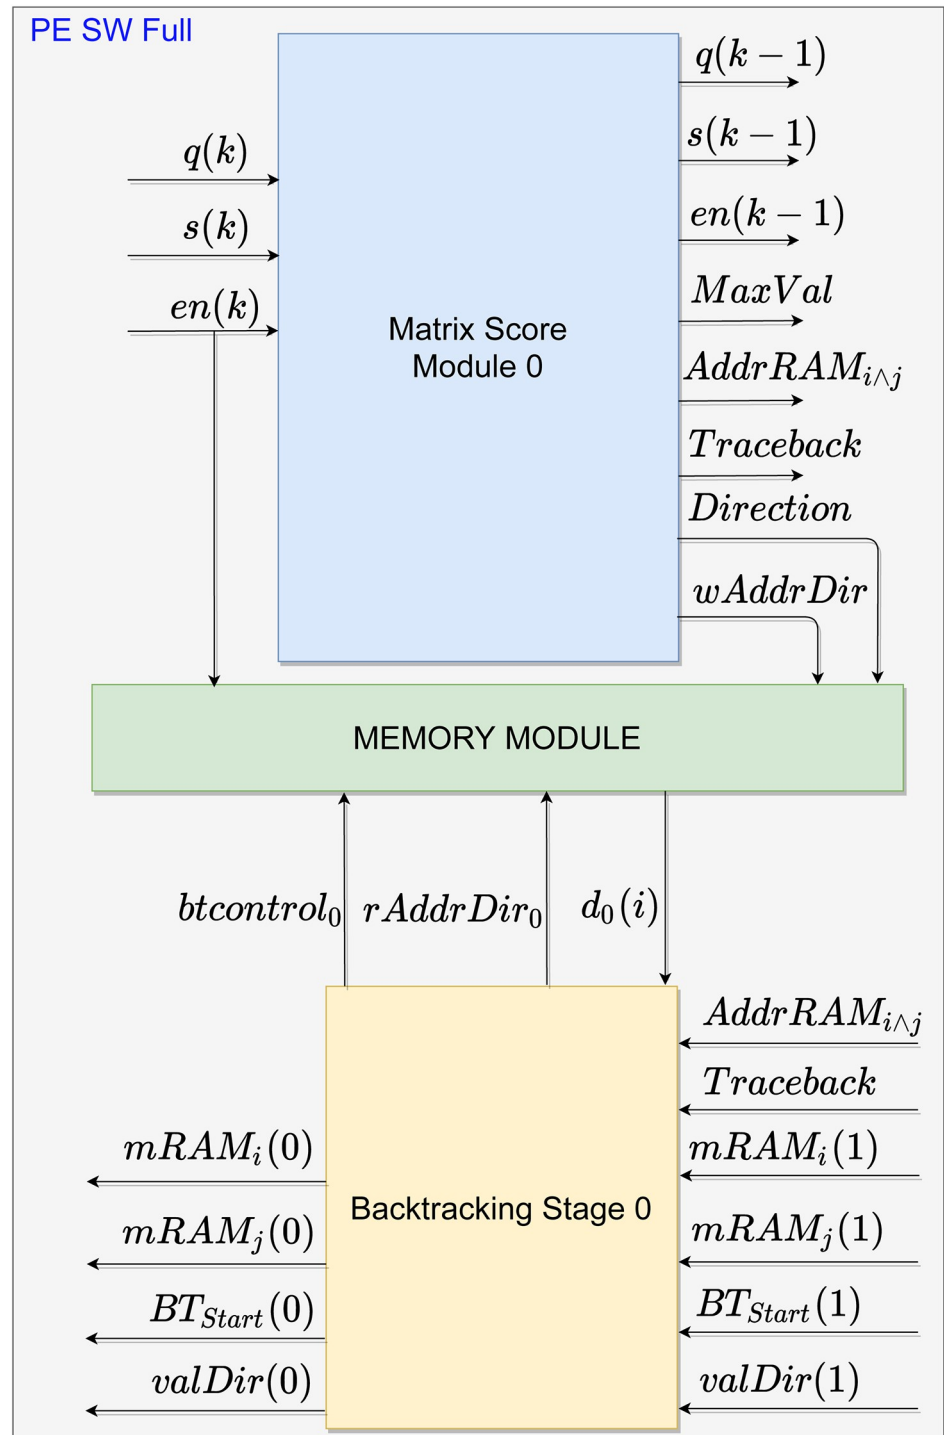 PE SW Full
q(k − 1)
s(k − 1)
en(k − 1)
MaxVal
AddrRAM_{i∧j}
Traceback
Direction
wAddrDir
q(k)
s(k)
en(k)
Matrix Score
Module 0
MEMORY MODULE
btcontrol_0
rAddrDir_0
d_0(i)
AddrRAM_{i∧j}
Traceback
mRAM_i(1)
mRAM_j(1)
BT_{Start}(1)
valDir(1)
Backtracking Stage 0
mRAM_i(0)
mRAM_j(0)
BT_{Start}(0)
valDir(0)